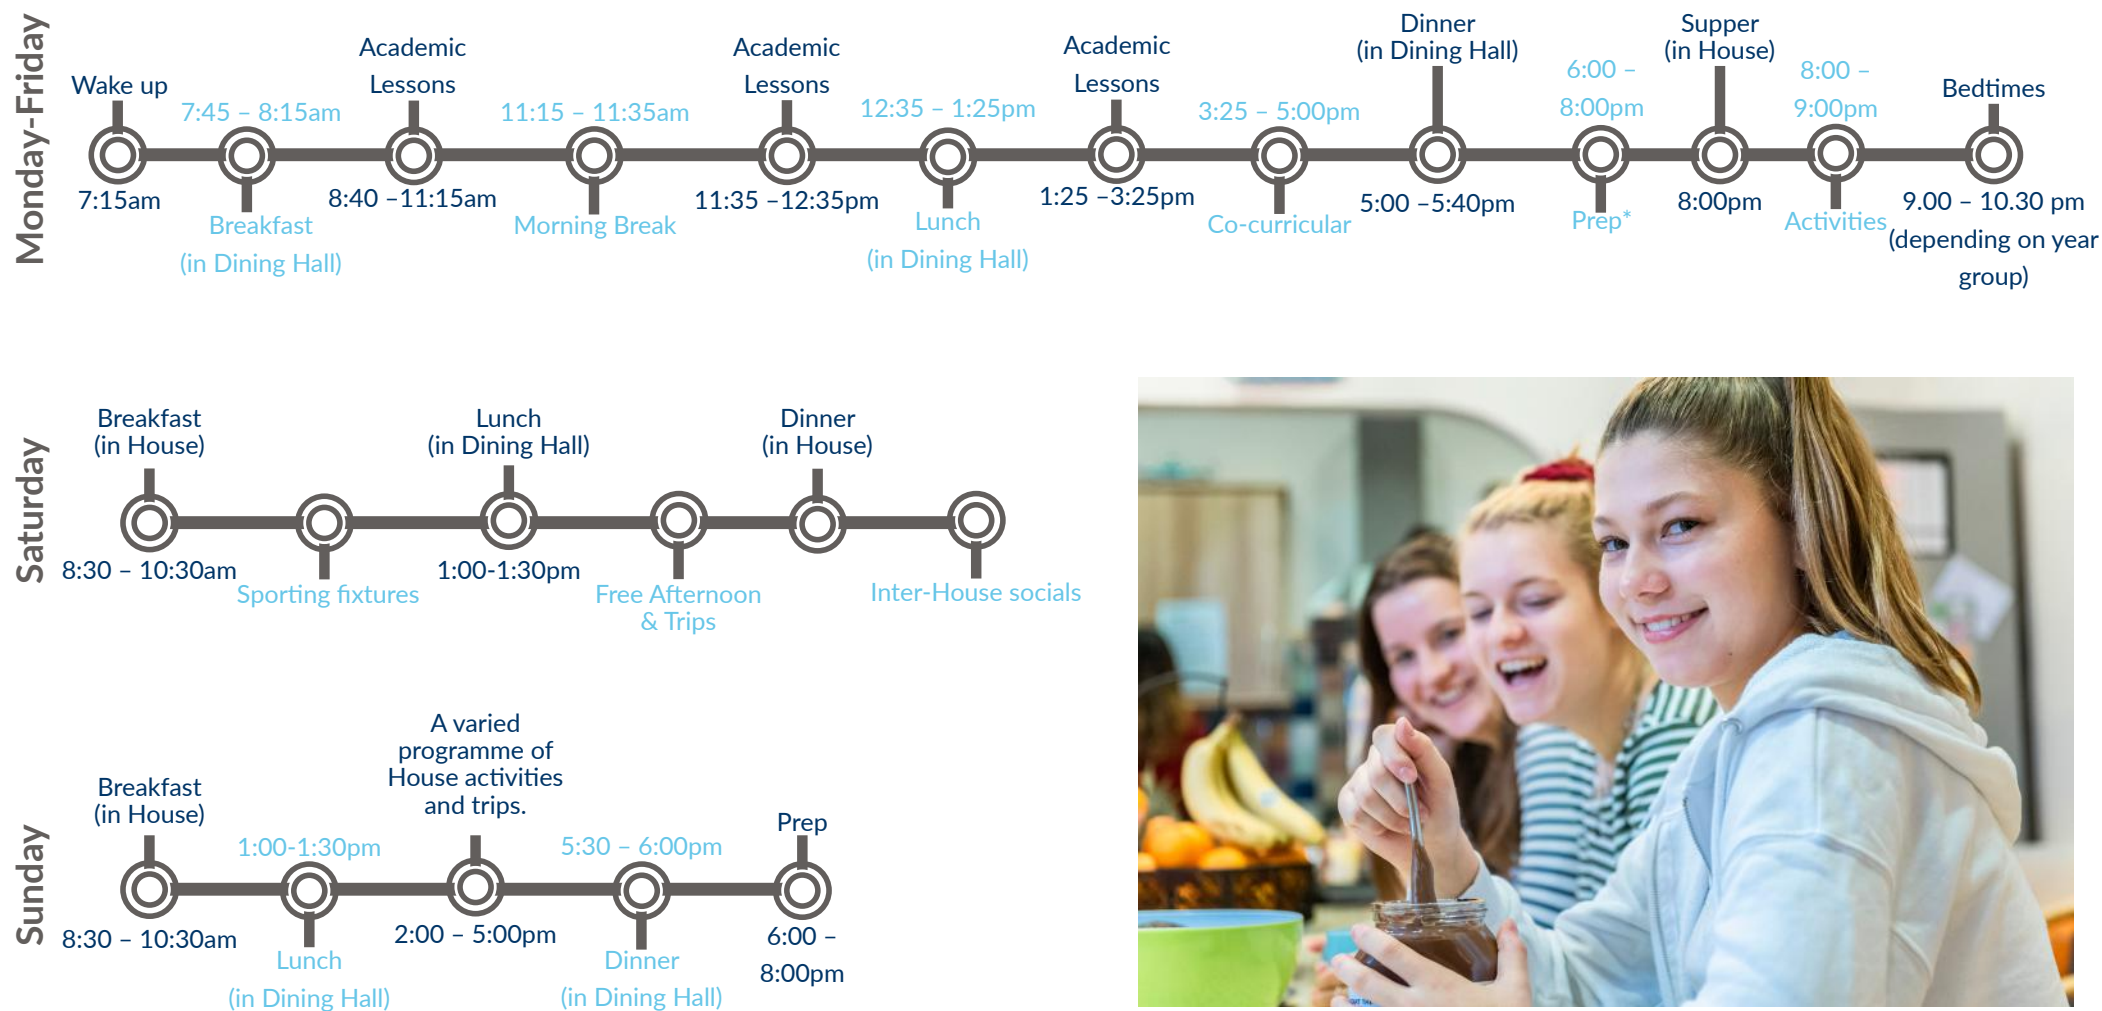 Monday-Friday
Wake up
7:15am
7:45 – 8:15am
Breakfast
(in Dining Hall)
Academic
Lessons
8:40 –11:15am
11:15 – 11:35am
Morning Break
Academic
Lessons
11:35 –12:35pm
12:35 – 1:25pm
Lunch
(in Dining Hall)
Academic
Lessons
1:25 –3:25pm
3:25 – 5:00pm
Co-curricular
Dinner
(in Dining Hall)
5:00 –5:40pm
6:00 –
8:00pm
Prep*
Supper
(in House)
8:00pm
8:00 –
9:00pm
Activities
Bedtimes
9.00 – 10.30 pm
(depending on year
group)
Saturday
Breakfast
(in House)
8:30 – 10:30am
Sporting fixtures
Lunch
(in Dining Hall)
1:00-1:30pm
Free Afternoon
& Trips
Dinner
(in House)
Inter-House socials
Sunday
Breakfast
(in House)
8:30 – 10:30am
1:00-1:30pm
Lunch
(in Dining Hall)
A varied
programme of
House activities
and trips.
2:00 – 5:00pm
5:30 – 6:00pm
Dinner
(in Dining Hall)
Prep
6:00 –
8:00pm